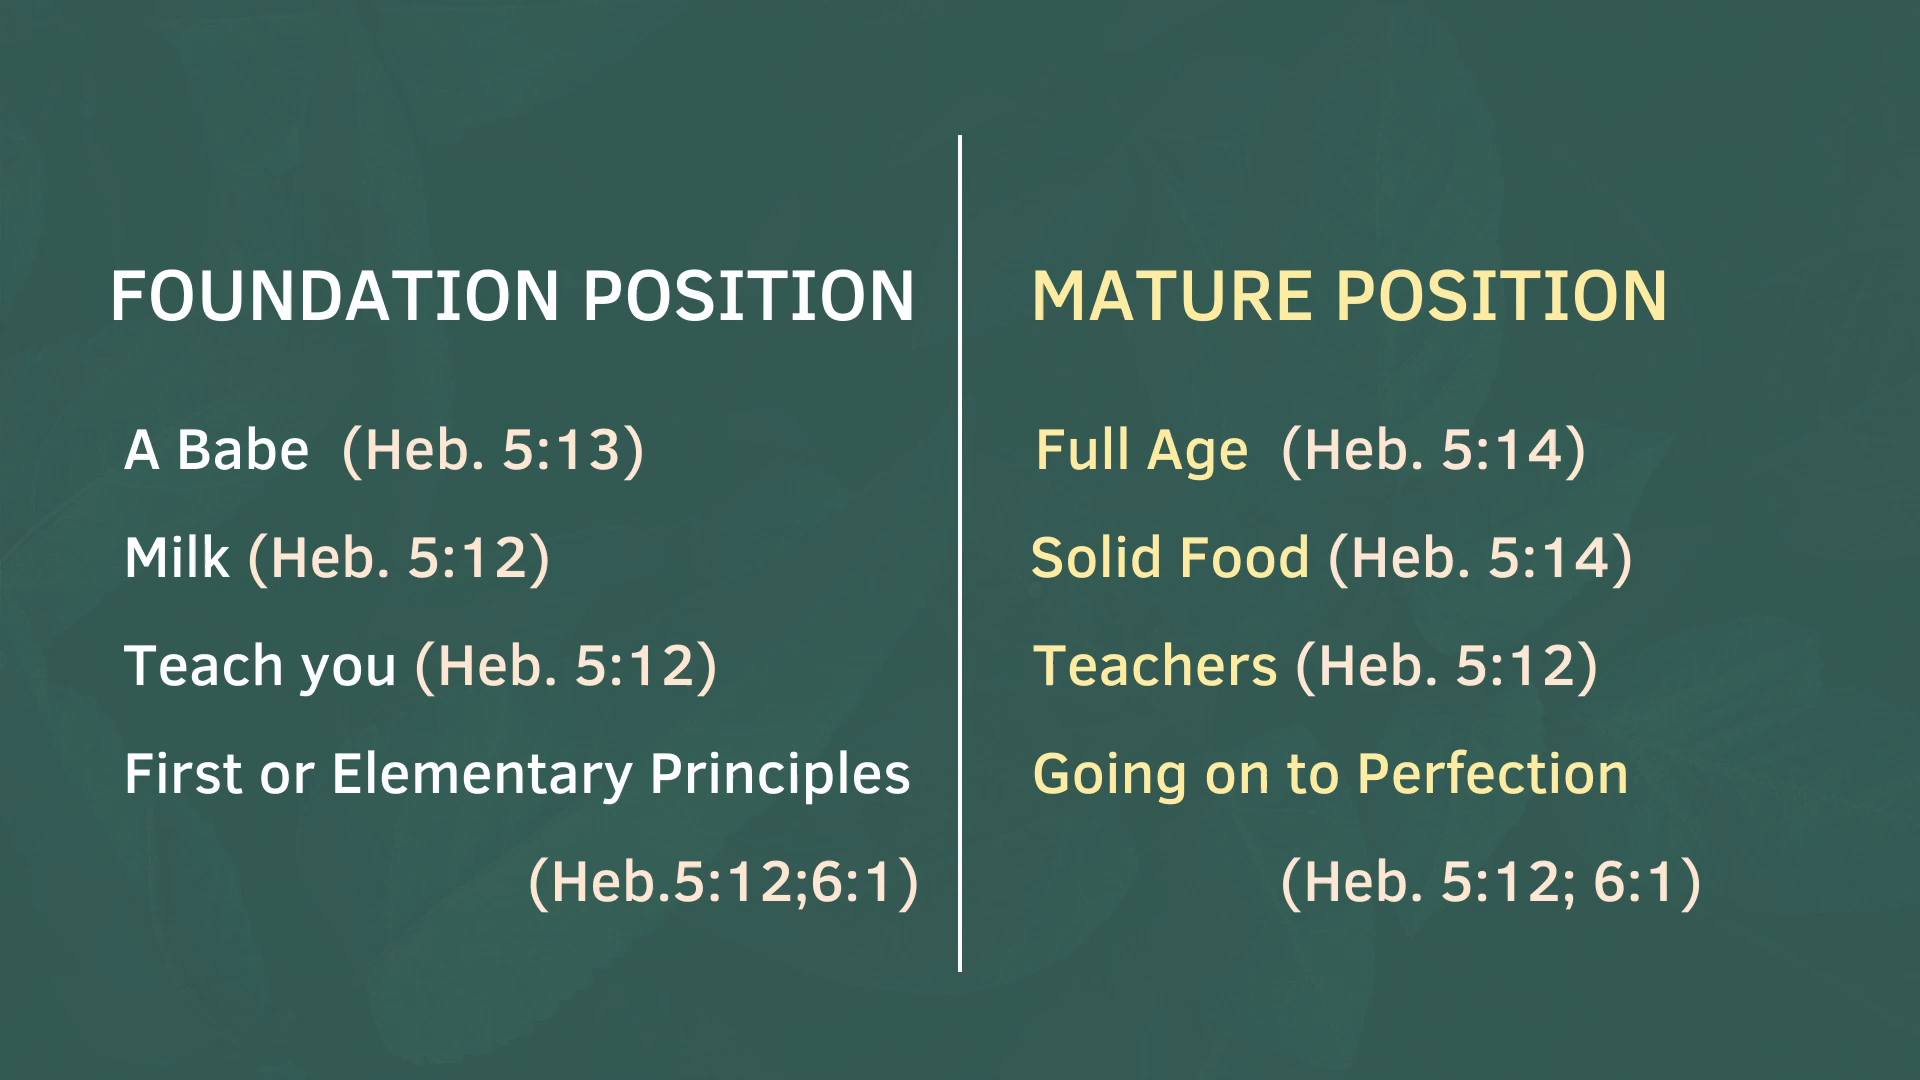 FOUNDATION POSITION
A Babe (Heb. 5:13)
Milk (Heb. 5:12)
Teach you (Heb. 5:12)
First or Elementary Principles
(Heb.5:12;6:1)
MATURE POSITION
Full Age (Heb. 5:14)
Solid Food (Heb. 5:14)
Teachers (Heb. 5:12)
Going on to Perfection
(Heb. 5:12; 6:1)